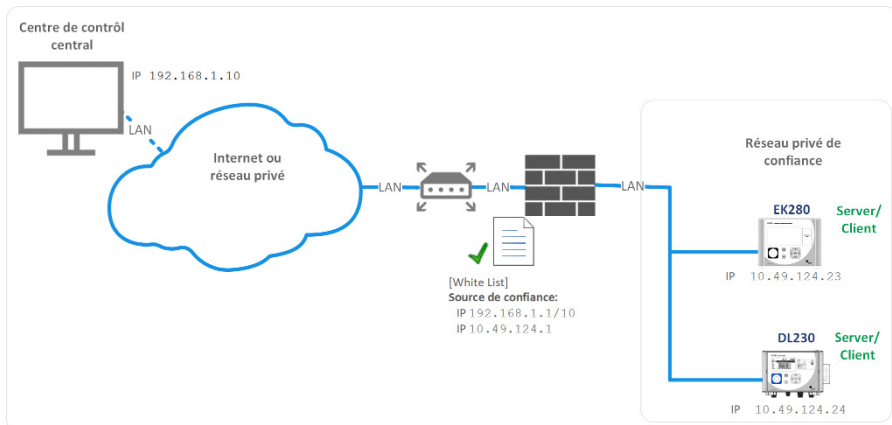 Centre de contrôl
central
IP 192.168.1.10
LAN
Internet ou
réseau privé
LAN
LAN
LAN
[White List]
Source de confiance:
IP 192.168.1.1/10
IP 10.49.124.1
Réseau privé de
confiance
EK280
Server/
Client
IP 10.49.124.23
DL230
Server/
Client
IP 10.49.124.24